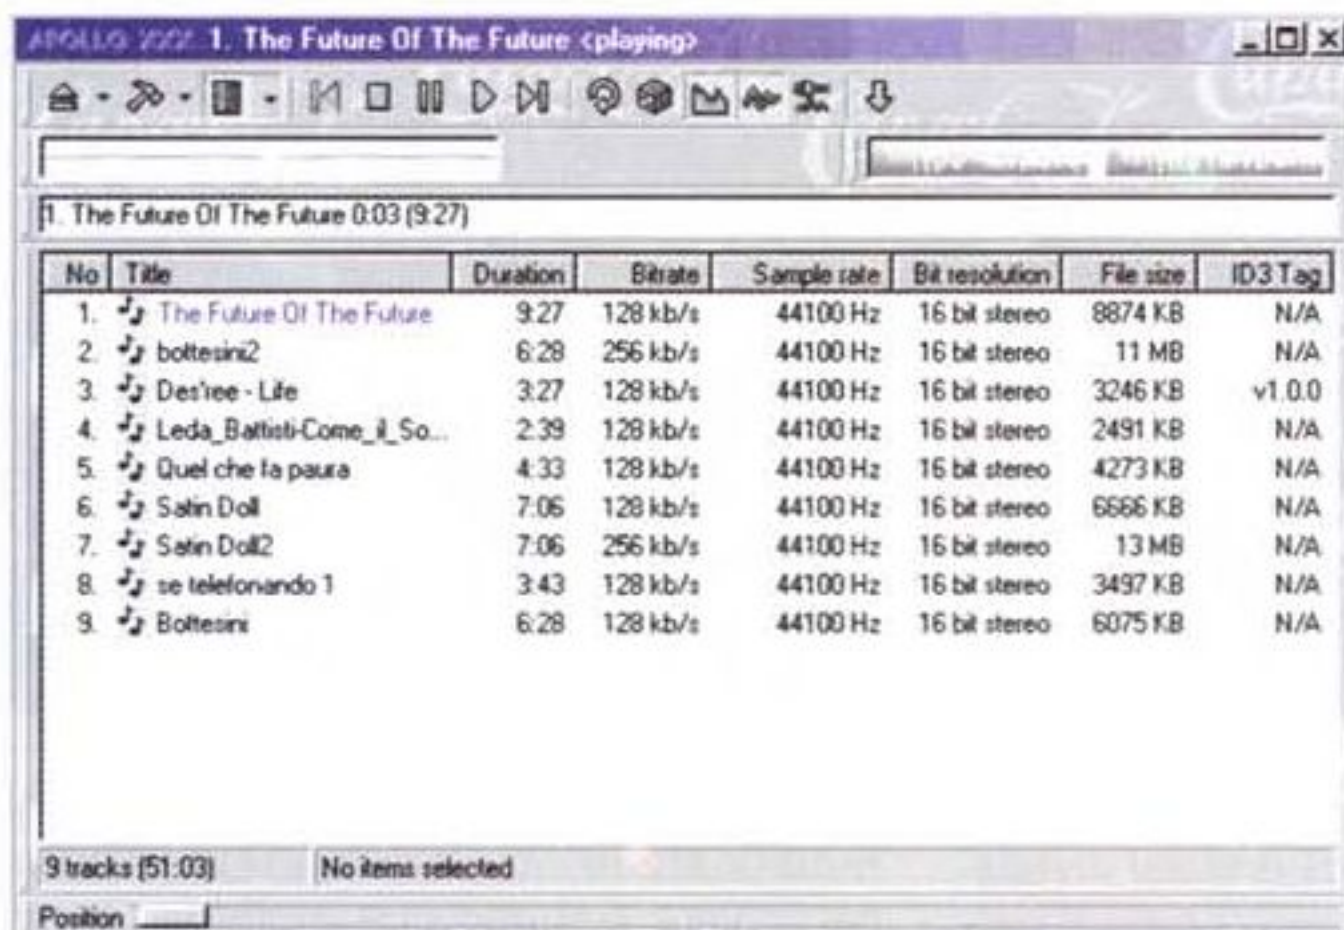 APOLLO XXX 1. The Future Of The Future <playing>
1. The Future Of The Future 0:03 (9:27)
No Title Duration Bitrate Sample rate Bit resolution File size ID3 Tag
1. The Future Of The Future 9:27 128 kb/s 44100 Hz 16 bit stereo 8874 KB N/A
2. bottesini2 6:28 256 kb/s 44100 Hz 16 bit stereo 11 MB N/A
3. Des'ree - Life 3:27 128 kb/s 44100 Hz 16 bit stereo 3246 KB v1.0.0
4. Leda_Battisti-Come_il_So... 2:39 128 kb/s 44100 Hz 16 bit stereo 2491 KB N/A
5. Quel che fa paura 4:33 128 kb/s 44100 Hz 16 bit stereo 4273 KB N/A
6. Satin Doll 7:06 128 kb/s 44100 Hz 16 bit stereo 6666 KB N/A
7. Satin Doll2 7:06 256 kb/s 44100 Hz 16 bit stereo 13 MB N/A
8. se telefonando 1 3:43 128 kb/s 44100 Hz 16 bit stereo 3497 KB N/A
9. Bottesini 6:28 128 kb/s 44100 Hz 16 bit stereo 6075 KB N/A
9 tracks (51:03) No items selected
Position